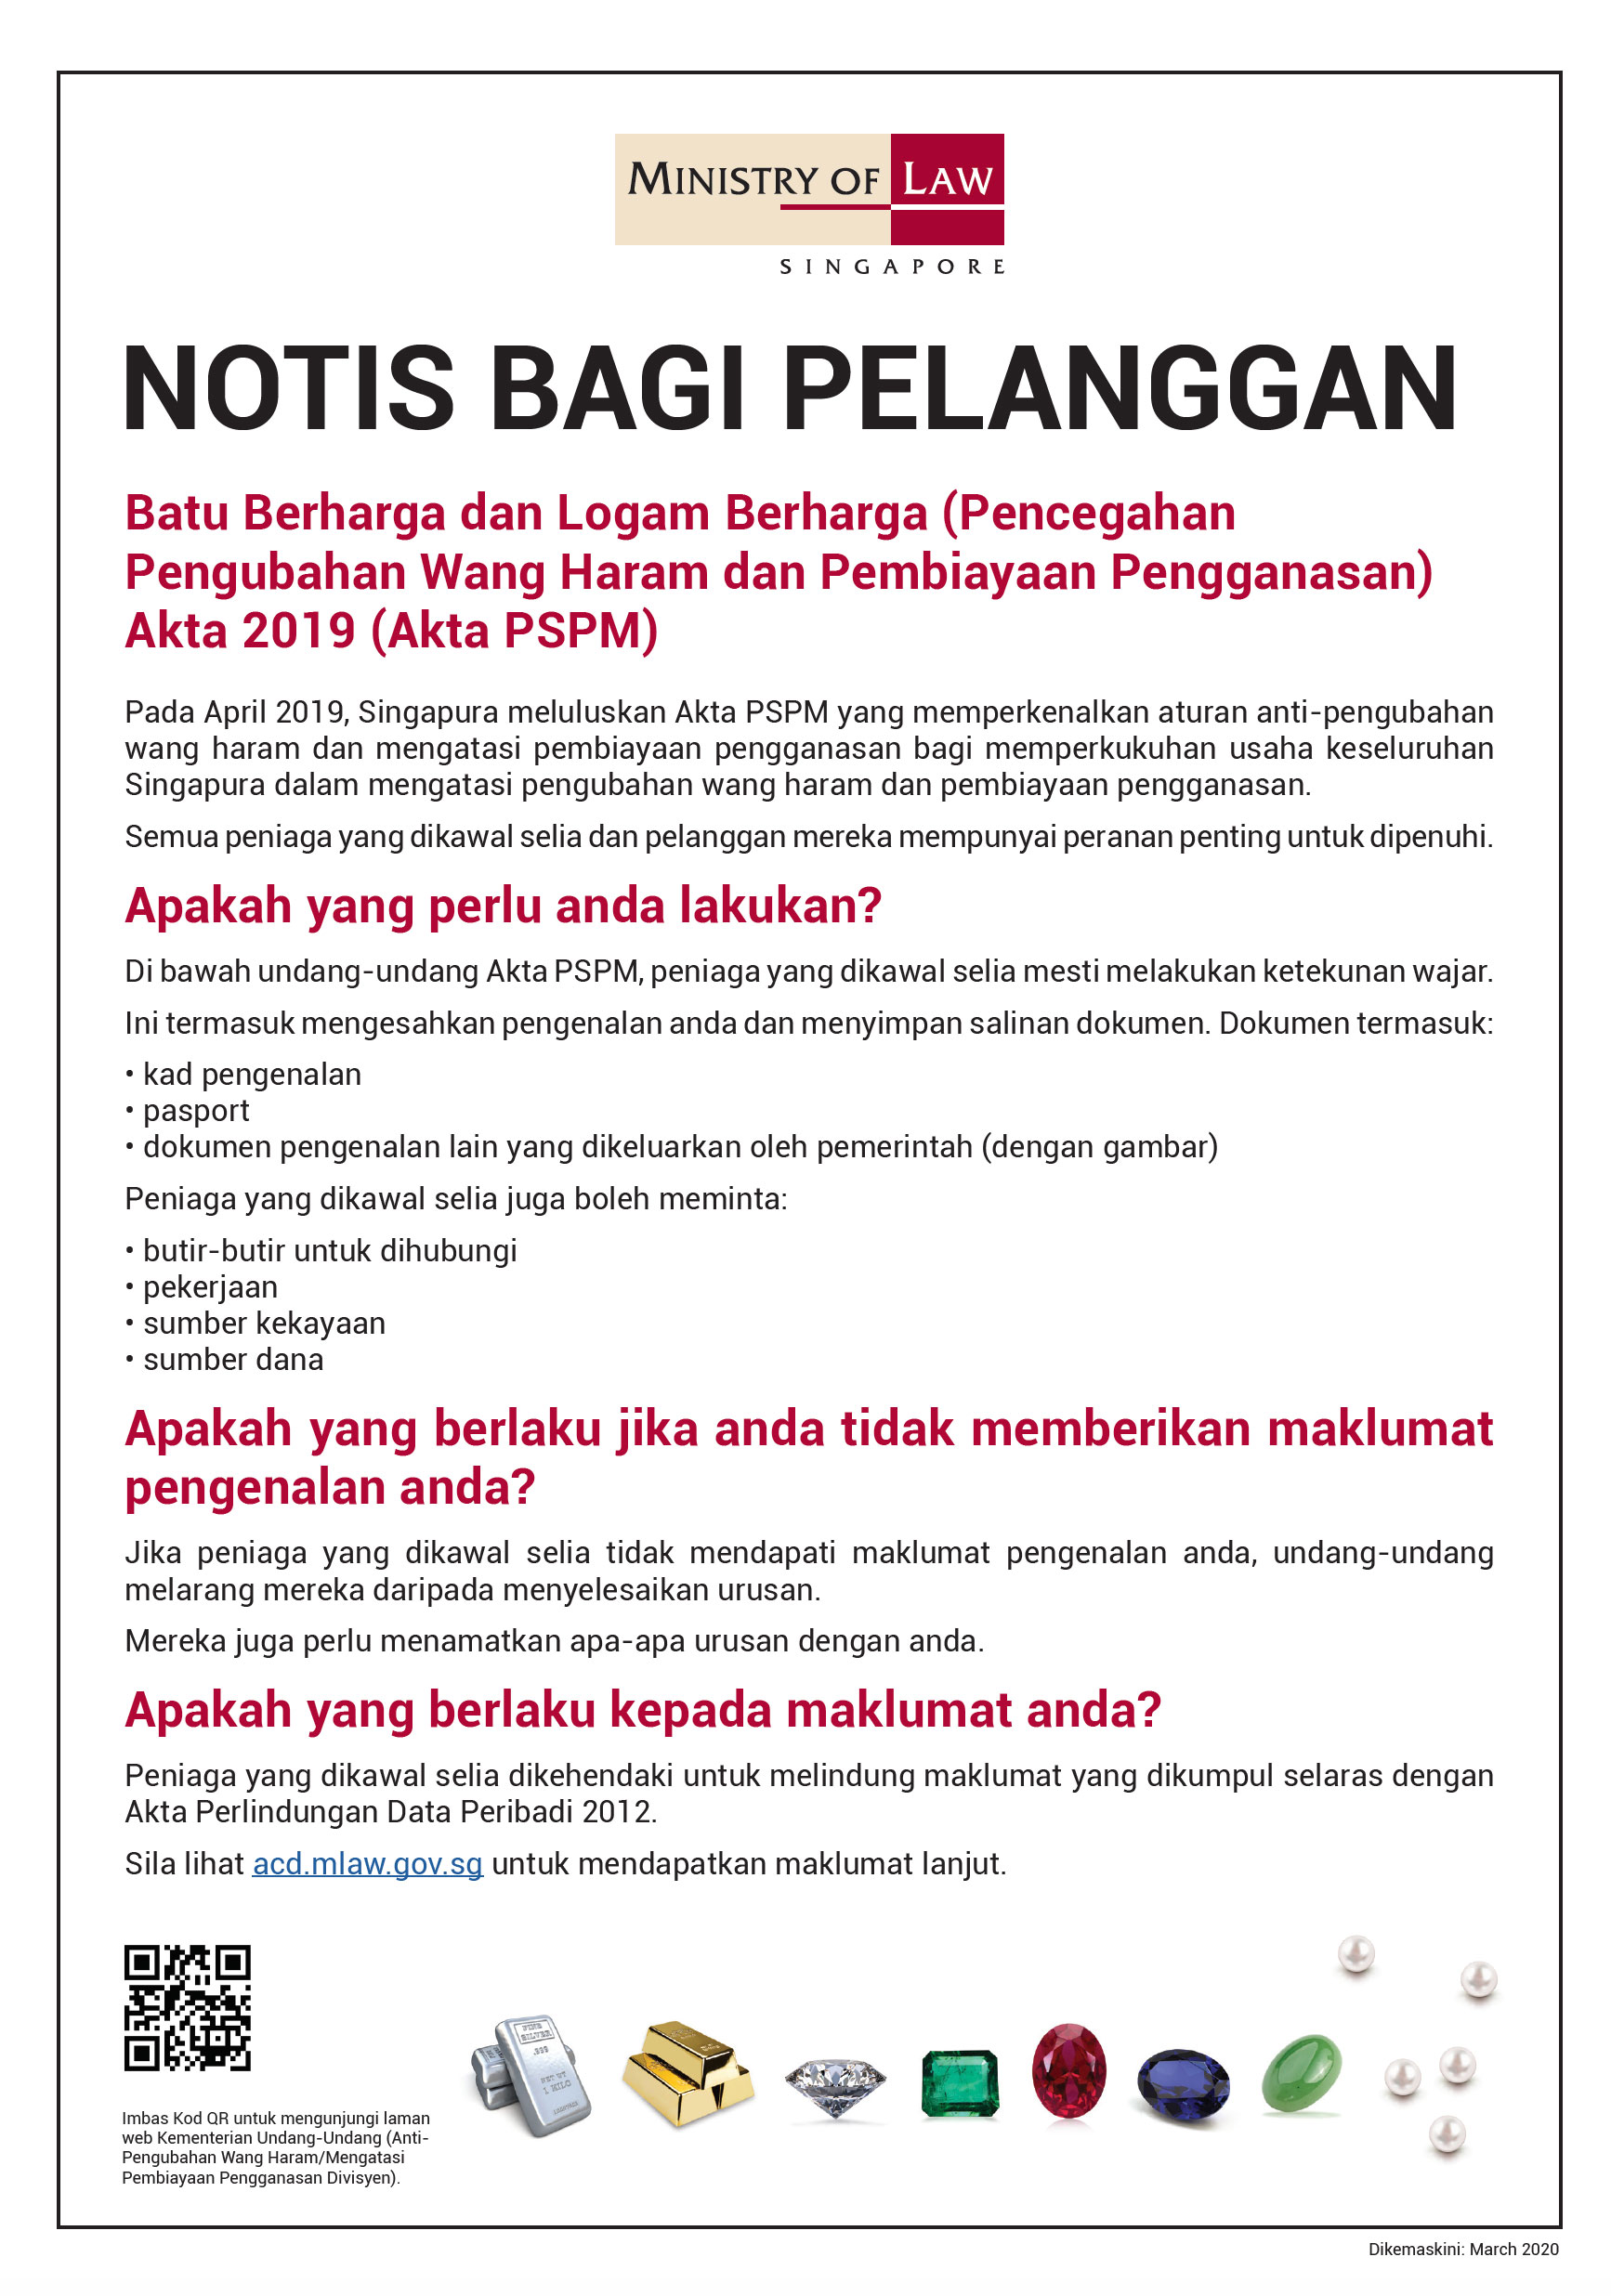 MINISTRY OF LAW
SINGAPORE
NOTIS BAGI PELANGGAN
Batu Berharga dan Logam Berharga (Pencegahan
Pengubahan Wang Haram dan Pembiayaan Pengganasan)
Akta 2019 (Akta PSPM)
Pada April 2019, Singapura meluluskan Akta PSPM yang memperkenalkan aturan anti-pengubahan
wang haram dan mengatasi pembiayaan pengganasan bagi memperkukuhan usaha keseluruhan
Singapura dalam mengatasi pengubahan wang haram dan pembiayaan pengganasan.
Semua peniaga yang dikawal selia dan pelanggan mereka mempunyai peranan penting untuk dipenuhi.
Apakah yang perlu anda lakukan?
Di bawah undang-undang Akta PSPM, peniaga yang dikawal selia mesti melakukan ketekunan wajar.
Ini termasuk mengesahkan pengenalan anda dan menyimpan salinan dokumen. Dokumen termasuk:
• kad pengenalan
• pasport
• dokumen pengenalan lain yang dikeluarkan oleh pemerintah (dengan gambar)
Peniaga yang dikawal selia juga boleh meminta:
• butir-butir untuk dihubungi
• pekerjaan
• sumber kekayaan
• sumber dana
Apakah yang berlaku jika anda tidak memberikan maklumat
pengenalan anda?
Jika peniaga yang dikawal selia tidak mendapati maklumat pengenalan anda, undang-undang
melarang mereka daripada menyelesaikan urusan.
Mereka juga perlu menamatkan apa-apa urusan dengan anda.
Apakah yang berlaku kepada maklumat anda?
Peniaga yang dikawal selia dikehendaki untuk melindung maklumat yang dikumpul selaras dengan
Akta Perlindungan Data Peribadi 2012.
Sila lihat acd.mlaw.gov.sg untuk mendapatkan maklumat lanjut.
FINE
SILVER
.999
NET WT
1 KILO
Imbas Kod QR untuk mengunjungi laman
web Kementerian Undang-Undang (Anti-
Pengubahan Wang Haram/Mengatasi
Pembiayaan Pengganasan Divisyen).
Dikemaskini: March 2020